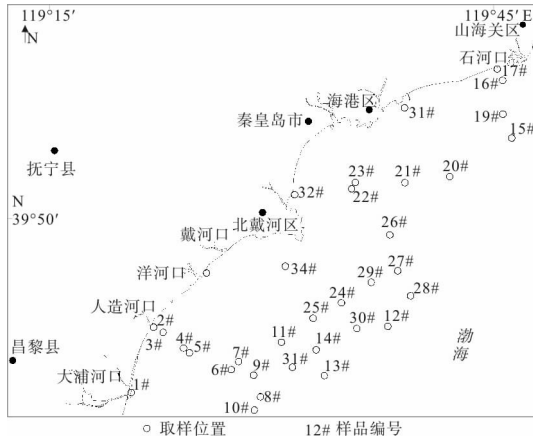 119°15′
119°45′ E
N
山海关区
石河口
17#
16#
海港区
31#
19#
秦皇岛市
15#
抚宁县
23#
21#
20#
22#
32#
N
39°50′
北戴河区
戴河口
26#
洋河口
34#
27#
29#
28#
人造河口
24#
2#
25#
30#
12#
3#
4#
5#
11#
14#
渤海
昌黎县
7#
6#
9#
31#
13#
大浦河口
1#
8#
10#
○ 取样位置 12# 样品编号